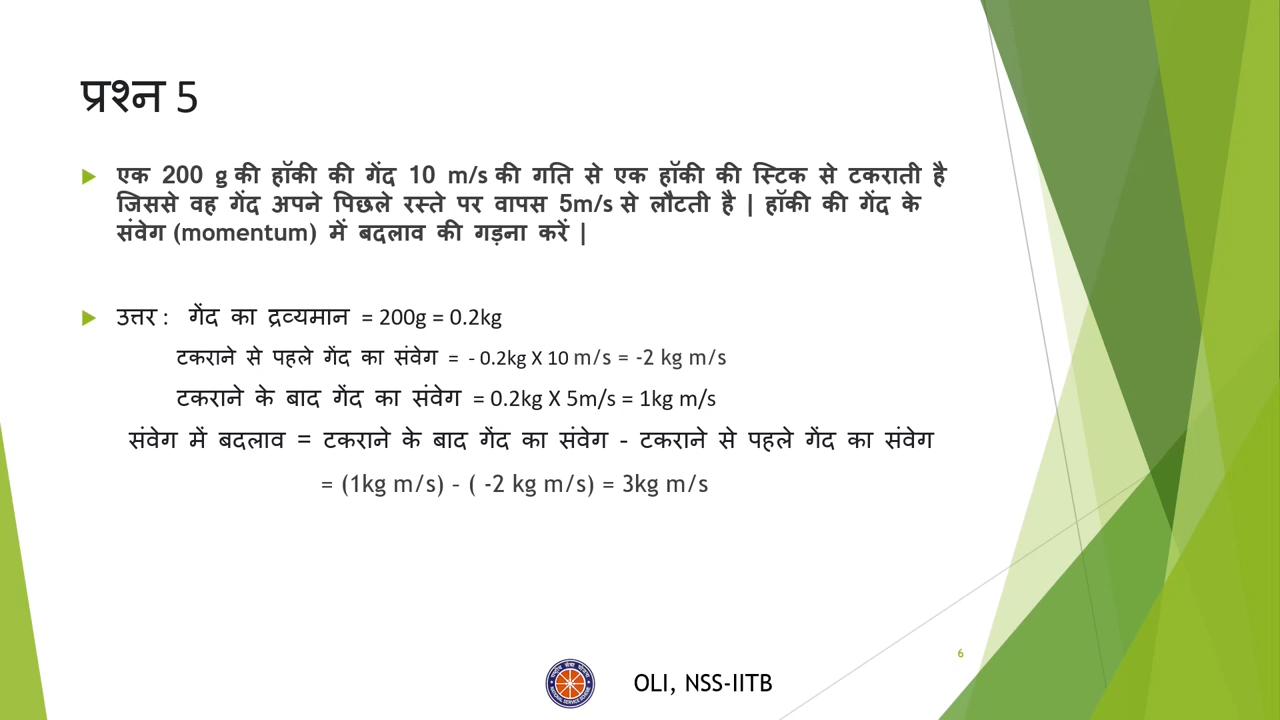 प्रश्न 5
एक 200 g की हॉकी की गेंद 10 m/s की गति से एक हॉकी की स्टिक से टकराती है
जिससे वह गेंद अपने पिछले रस्ते पर वापस 5m/s से लौटती है | हॉकी की गेंद के
संवेग (momentum) में बदलाव की गड़ना करें |
उत्तर : गेंद का द्रव्यमान = 200g = 0.2kg
टकराने से पहले गेंद का संवेग = - 0.2kg X 10 m/s = -2 kg m/s
टकराने के बाद गेंद का संवेग = 0.2kg X 5m/s = 1kg m/s
संवेग में बदलाव = टकराने के बाद गेंद का संवेग - टकराने से पहले गेंद का संवेग
= (1kg m/s) - ( -2 kg m/s) = 3kg m/s
6
OLI, NSS-IITB